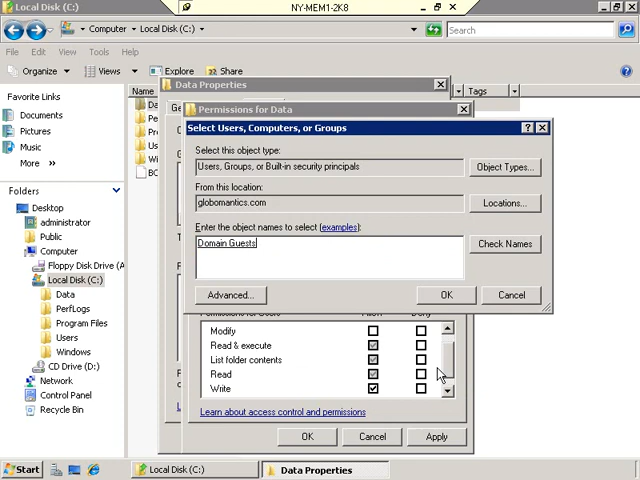 Local Disk (C:)
NY-MEM1-2K8
Computer
Local Disk (C:)
Search
File Edit View Tools Help
Organize Views Explore Share
Favorite Links
Documents
Pictures
Music
More »
Folders
Desktop
administrator
Public
Computer
Floppy Disk Drive (A
Local Disk (C:)
Data
PerfLogs
Program Files
Users
Windows
CD Drive (D:)
Network
Control Panel
Recycle Bin
Name
Tags
Data Properties
Permissions for Data
Select Users, Computers, or Groups
Select this object type:
Users, Groups, or Built-in security principals
Object Types...
From this location:
globomantics.com
Locations...
Enter the object names to select (examples):
Domain Guests
Check Names
Advanced...
OK
Cancel
Modify
Read & execute
List folder contents
Read
Write
Learn about access control and permissions
OK
Cancel
Apply
Start
Local Disk (C:)
Data Properties